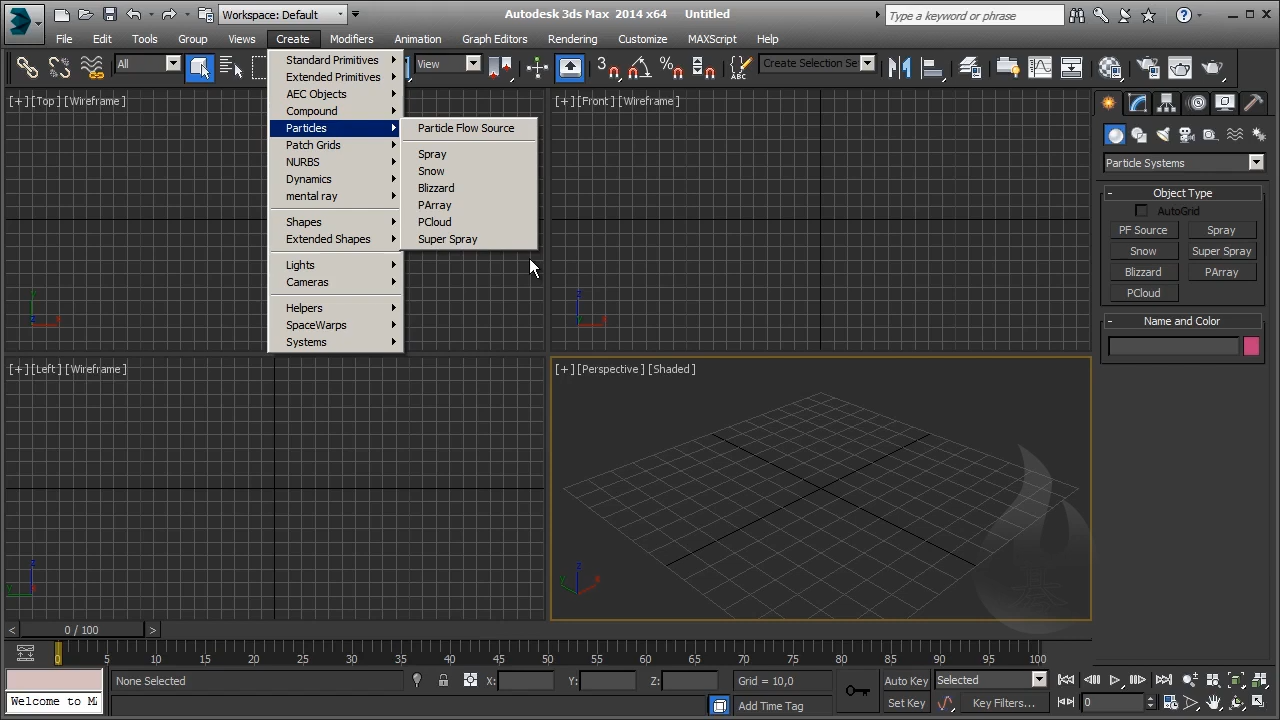 Workspace: Default
Autodesk 3ds Max 2014 x64 Untitled
Type a keyword or phrase
File Edit Tools Group Views Create Modifiers Animation Graph Editors Rendering Customize MAXScript Help
All
View
Create Selection Se
Standard Primitives
Extended Primitives
AEC Objects
Compound
Particles
Patch Grids
NURBS
Dynamics
mental ray
Shapes
Extended Shapes
Lights
Cameras
Helpers
SpaceWarps
Systems
Particle Flow Source
Spray
Snow
Blizzard
PArray
PCloud
Super Spray
[+][Top][Wireframe]
[+][Front][Wireframe]
[+][Left][Wireframe]
[+][Perspective][Shaded]
Particle Systems
- Object Type
AutoGrid
PF Source Spray
Snow Super Spray
Blizzard PArray
PCloud
- Name and Color
y
x
z
z
x
z
y
z
y x
< 0 / 100 >
0 5 10 15 20 25 30 35 40 45 50 55 60 65 70 75 80 85 90 95 100
None Selected
X: Y: Z:
Grid = 10,0
Auto Key Selected
Welcome to M
Add Time Tag
Set Key Key Filters...
0